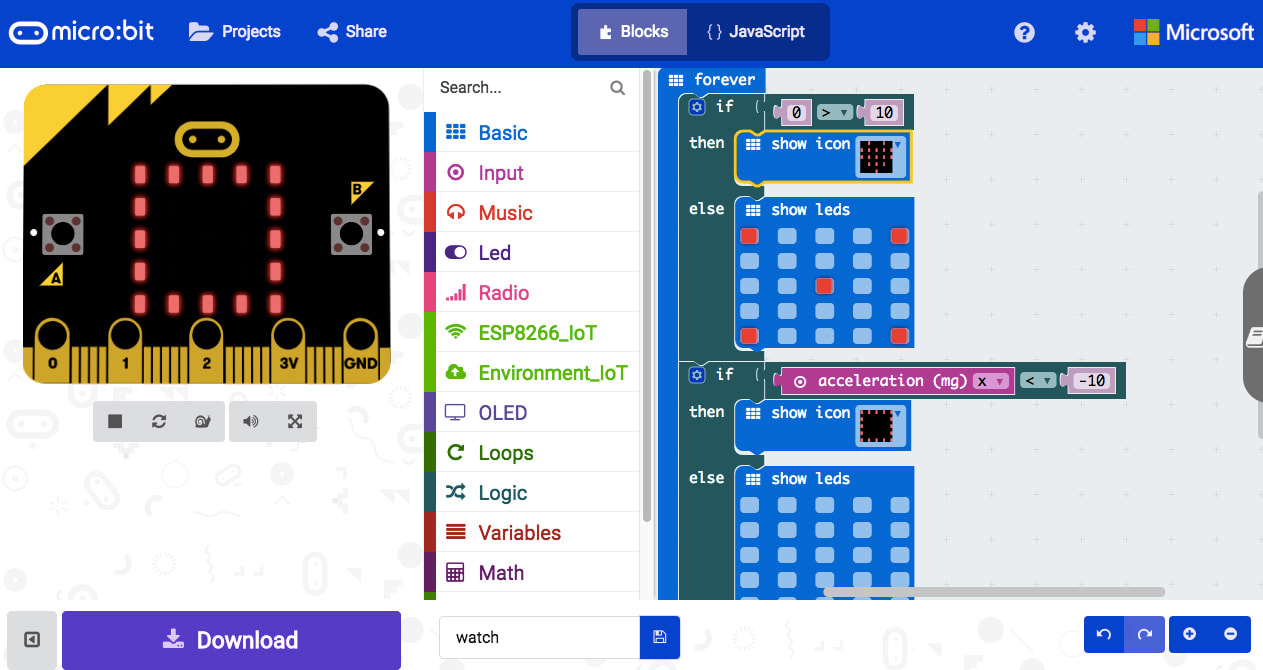 micro:bit
Projects
Share
Blocks
{ } JavaScript
?
Microsoft
Search...
Basic
Input
Music
Led
Radio
ESP8266_IoT
Environment_IoT
OLED
Loops
Logic
Variables
Math
B
A
0 1 2 3V GND
forever
if ( 0 > ▾ 10
then show icon
else show leds
if ( acceleration (mg) x ▾ < ▾ -10
then show icon
else show leds
Download
watch